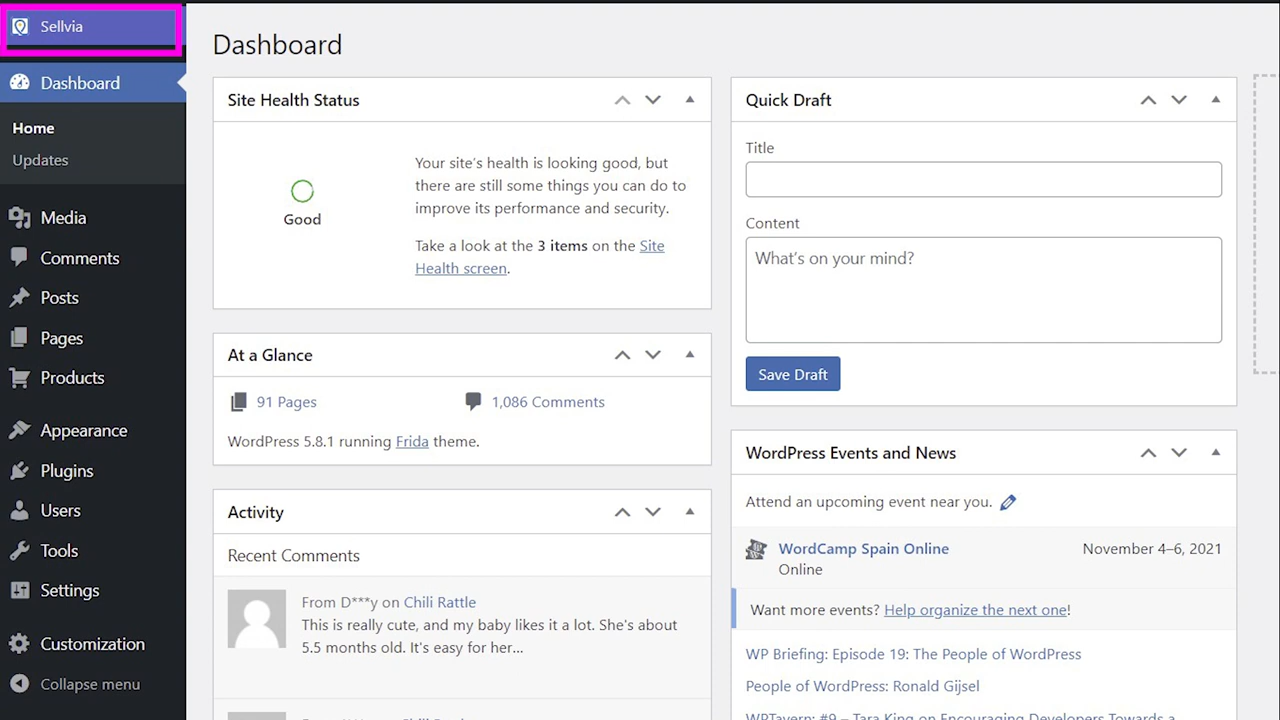 Sellvia
Dashboard
Home
Updates
Media
Comments
Posts
Pages
Products
Appearance
Plugins
Users
Tools
Settings
Customization
Collapse menu
Dashboard
Site Health Status
Good
Your site's health is looking good, but
there are still some things you can do to
improve its performance and security.
Take a look at the 3 items on the Site
Health screen.
At a Glance
91 Pages
1,086 Comments
WordPress 5.8.1 running Frida theme.
Activity
Recent Comments
From D***y on Chili Rattle
This is really cute, and my baby likes it a lot. She's about
5.5 months old. It's easy for her...
Quick Draft
Title
Content
What's on your mind?
Save Draft
WordPress Events and News
Attend an upcoming event near you.
WordCamp Spain Online
November 4–6, 2021
Online
Want more events? Help organize the next one!
WP Briefing: Episode 19: The People of WordPress
People of WordPress: Ronald Gijsel
WPTavern: #9 – Tara King on Encouraging Developers Towards a